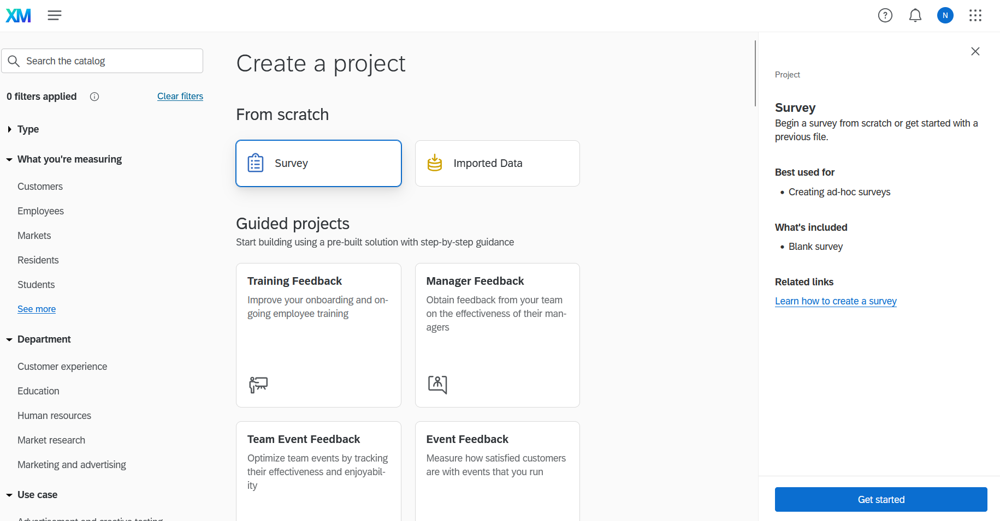 XM
N
Search the catalog
0 filters applied
Clear filters
Type
What you're measuring
Customers
Employees
Markets
Residents
Students
See more
Department
Customer experience
Education
Human resources
Market research
Marketing and advertising
Use case
Advertisement and creative testing
Create a project
From scratch
Survey
Imported Data
Guided projects
Start building using a pre-built solution with step-by-step guidance
Training Feedback
Improve your onboarding and on-
going employee training
Manager Feedback
Obtain feedback from your team
on the effectiveness of their man-
agers
Team Event Feedback
Optimize team events by tracking
their effectiveness and enjoyabil-
ity
Event Feedback
Measure how satisfied customers
are with events that you run
Project
Survey
Begin a survey from scratch or get started with a
previous file.
Best used for
• Creating ad-hoc surveys
What's included
• Blank survey
Related links
Learn how to create a survey
Get started